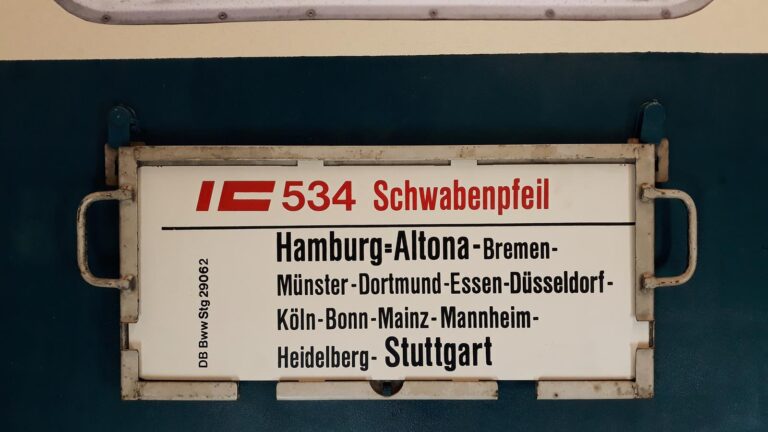 IC 534 Schwabenpfeil
Hamburg=Altona-Bremen-
Münster-Dortmund-Essen-Düsseldorf-
Köln-Bonn-Mainz-Mannheim-
Heidelberg- Stuttgart
DB Bww Stg 29062